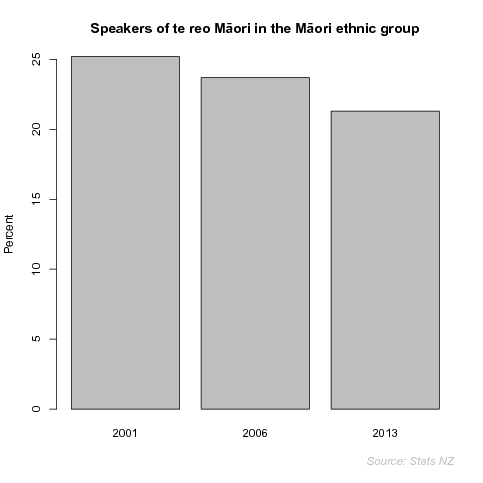 Speakers of te reo Māori in the Māori ethnic group
Percent
25
20
15
10
5
0
2001 2006 2013
Source: Stats NZ